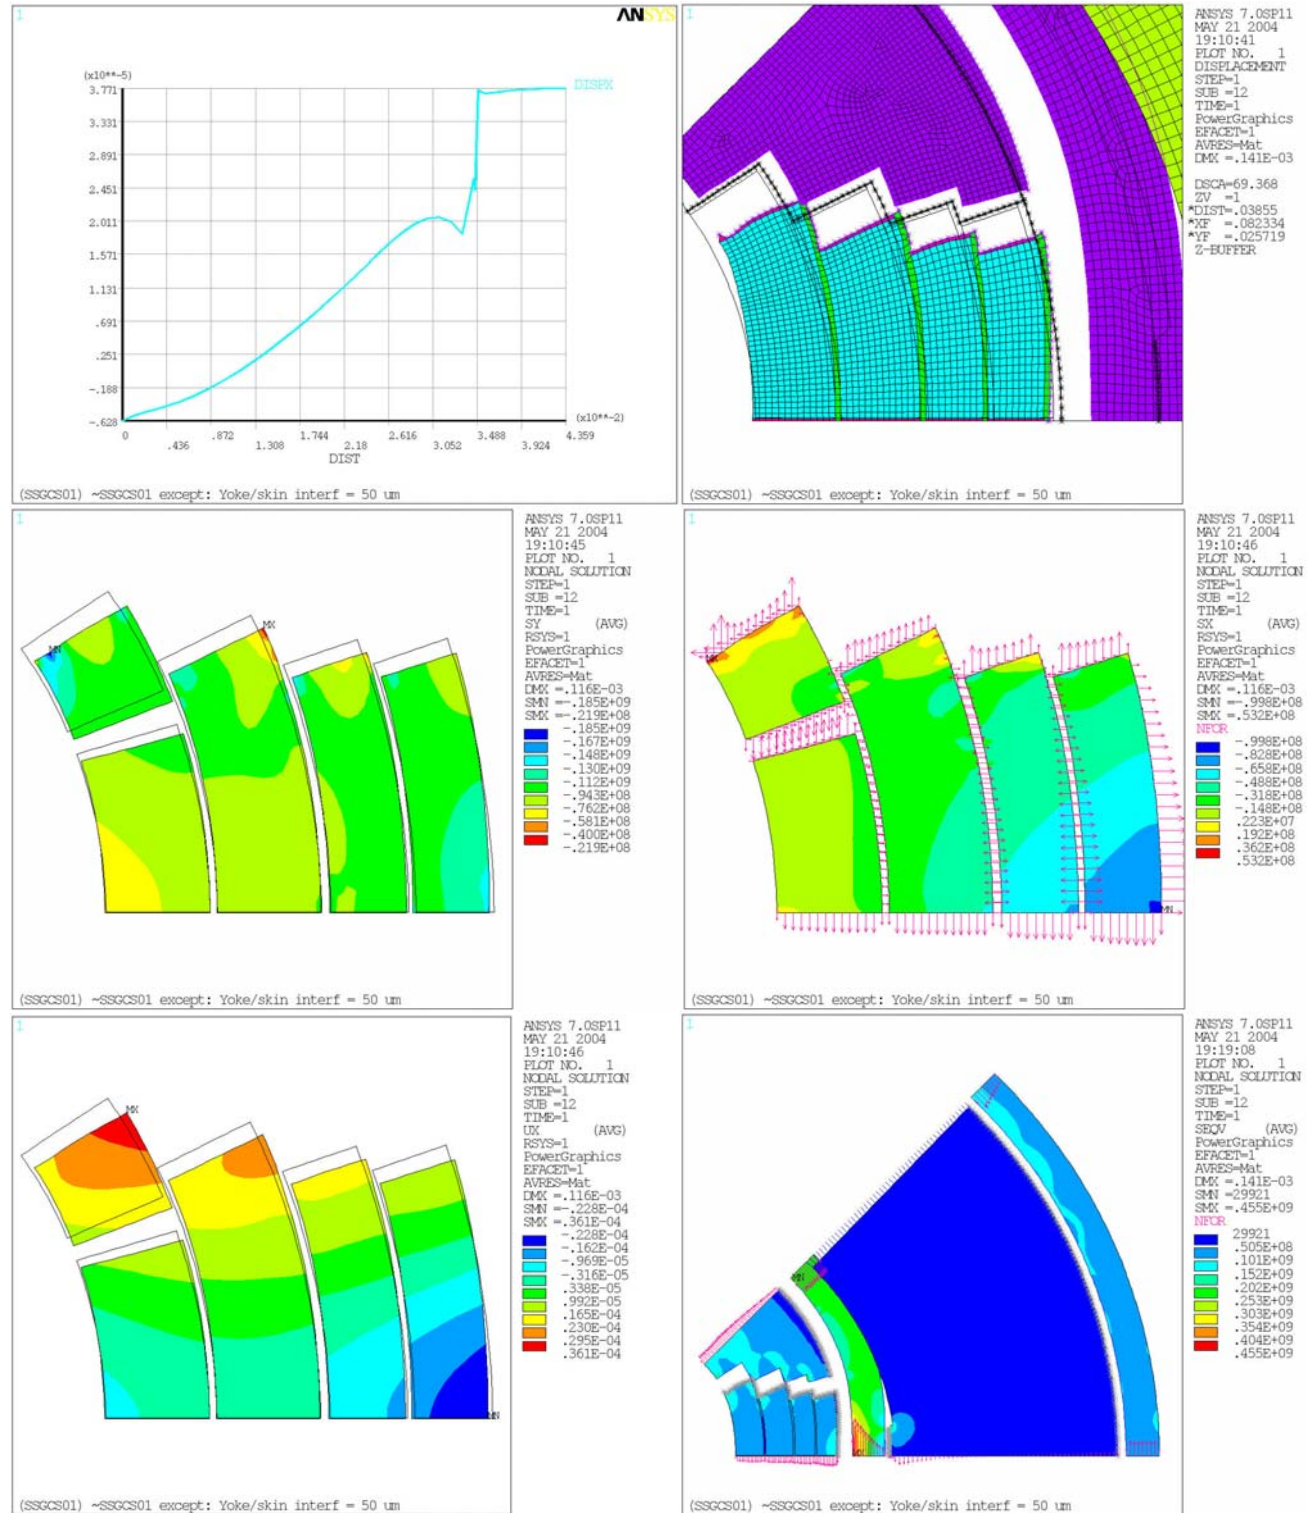 1
ANSYS
(x10**-5)
3.771
3.331
2.891
2.451
2.011
1.571
1.131
.691
.251
-.188
-.628
DISPX
(x10**-2)
0
.436
.872
1.308
1.744
2.18
2.616
3.052
3.488
3.924
4.359
DIST
(SSGCS01) ~SSGCS01 except: Yoke/skin interf = 50 um
1
ANSYS 7.0SP11
MAY 21 2004
19:10:41
PLOT NO. 1
DISPLACEMENT
STEP=1
SUB =12
TIME=1
PowerGraphics
EFACET=1
AVRES=Mat
DMX =.141E-03
DSCA=69.368
ZV =1
*DIST=.03855
*XF =.082334
*YF =.025719
Z-BUFFER
(SSGCS01) ~SSGCS01 except: Yoke/skin interf = 50 um
1
MN
MX
ANSYS 7.0SP11
MAY 21 2004
19:10:45
PLOT NO. 1
NODAL SOLUTION
STEP=1
SUB =12
TIME=1
SY (AVG)
RSYS=1
PowerGraphics
EFACET=1
AVRES=Mat
DMX =.116E-03
SMN =-.185E+09
SMX =-.219E+08
-.185E+09
-.167E+09
-.148E+09
-.130E+09
-.112E+09
-.943E+08
-.762E+08
-.581E+08
-.400E+08
-.219E+08
(SSGCS01) ~SSGCS01 except: Yoke/skin interf = 50 um
1
MN
ANSYS 7.0SP11
MAY 21 2004
19:10:46
PLOT NO. 1
NODAL SOLUTION
STEP=1
SUB =12
TIME=1
SX (AVG)
RSYS=1
PowerGraphics
EFACET=1
AVRES=Mat
DMX =.116E-03
SMN =-.998E+08
SMX =.532E+08
NFOR
-.998E+08
-.828E+08
-.658E+08
-.488E+08
-.318E+08
-.148E+08
.223E+07
.192E+08
.362E+08
.532E+08
(SSGCS01) ~SSGCS01 except: Yoke/skin interf = 50 um
1
MX
MN
ANSYS 7.0SP11
MAY 21 2004
19:10:46
PLOT NO. 1
NODAL SOLUTION
STEP=1
SUB =12
TIME=1
UX (AVG)
RSYS=1
PowerGraphics
EFACET=1
AVRES=Mat
DMX =.116E-03
SMN =-.228E-04
SMX =.361E-04
-.228E-04
-.162E-04
-.969E-05
-.316E-05
.338E-05
.992E-05
.165E-04
.230E-04
.295E-04
.361E-04
(SSGCS01) ~SSGCS01 except: Yoke/skin interf = 50 um
1
MN
ANSYS 7.0SP11
MAY 21 2004
19:19:08
PLOT NO. 1
NODAL SOLUTION
STEP=1
SUB =12
TIME=1
SEQV (AVG)
PowerGraphics
EFACET=1
AVRES=Mat
DMX =.141E-03
SMN =29921
SMX =.455E+09
NFOR
29921
.505E+08
.101E+09
.152E+09
.202E+09
.253E+09
.303E+09
.354E+09
.404E+09
.455E+09
(SSGCS01) ~SSGCS01 except: Yoke/skin interf = 50 um